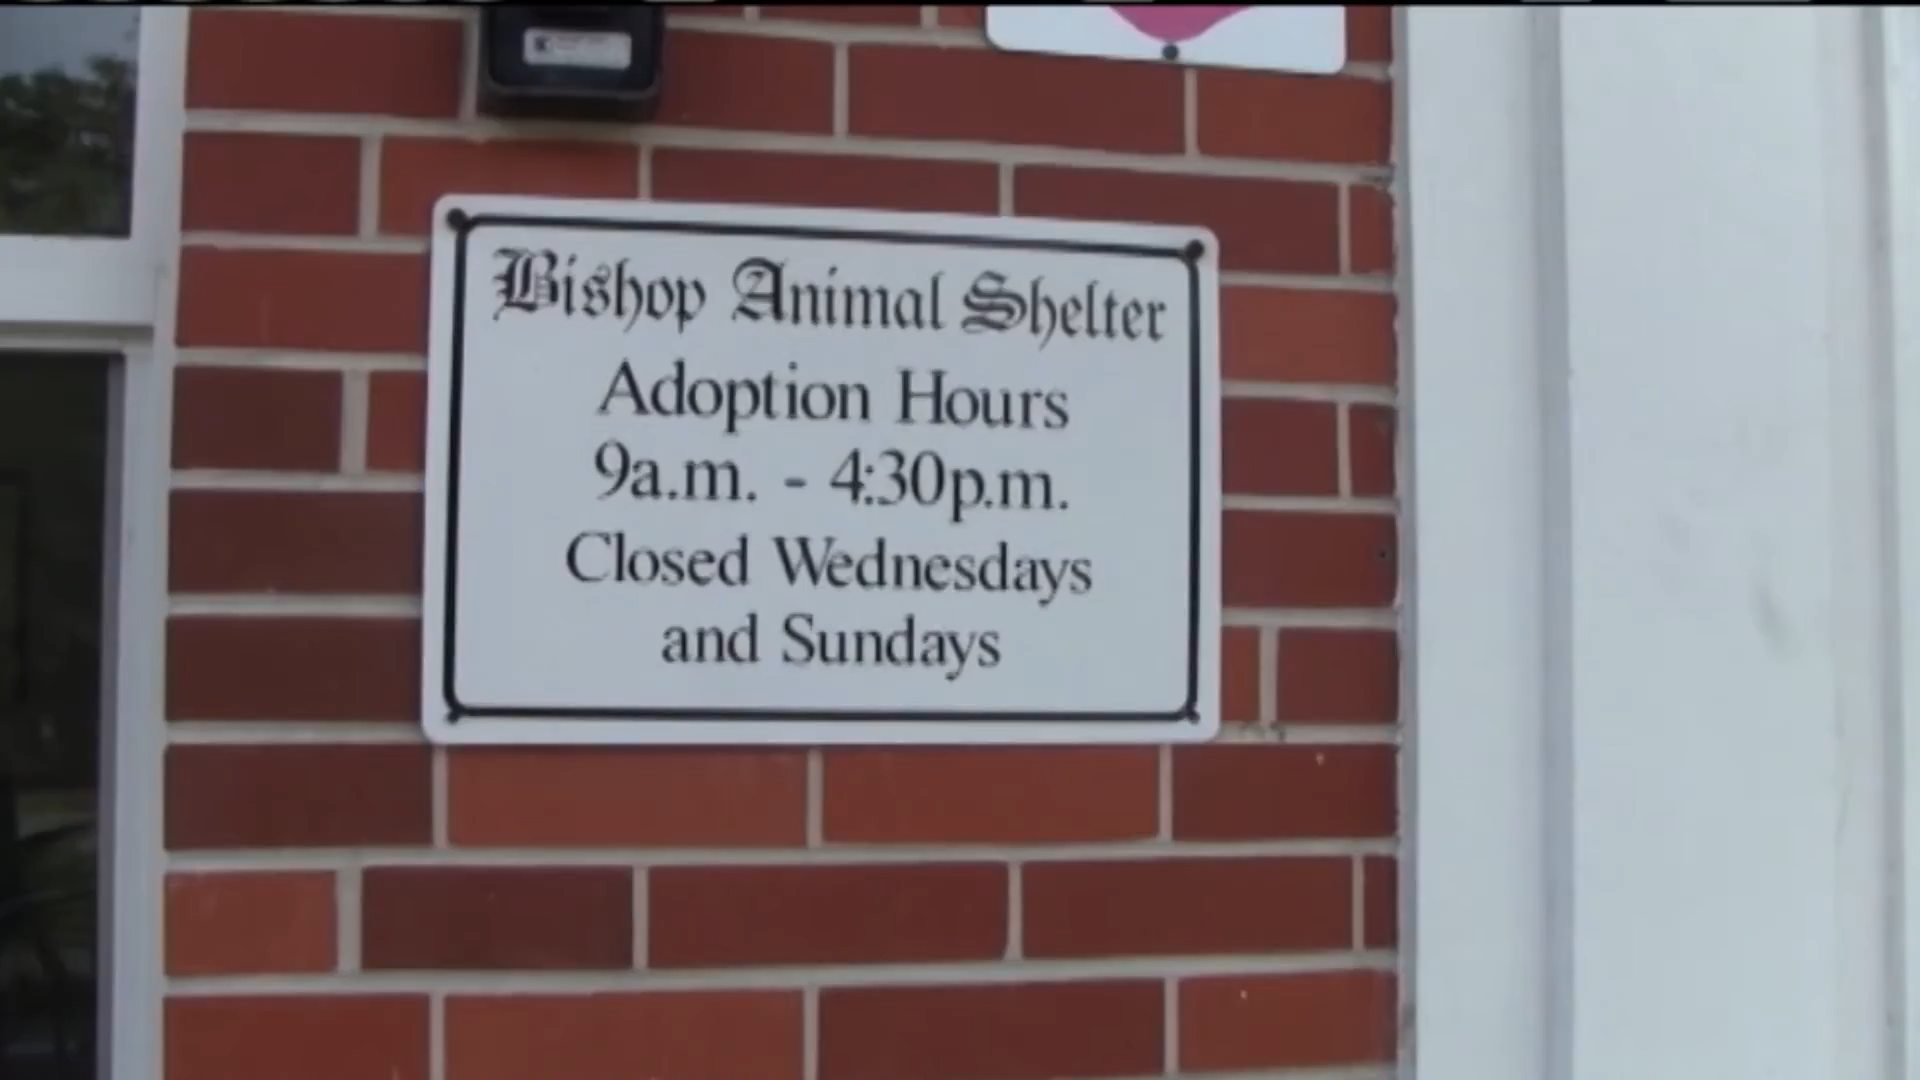 Bishop Animal Shelter
Adoption Hours
9a.m. - 4:30p.m.
Closed Wednesdays
and Sundays